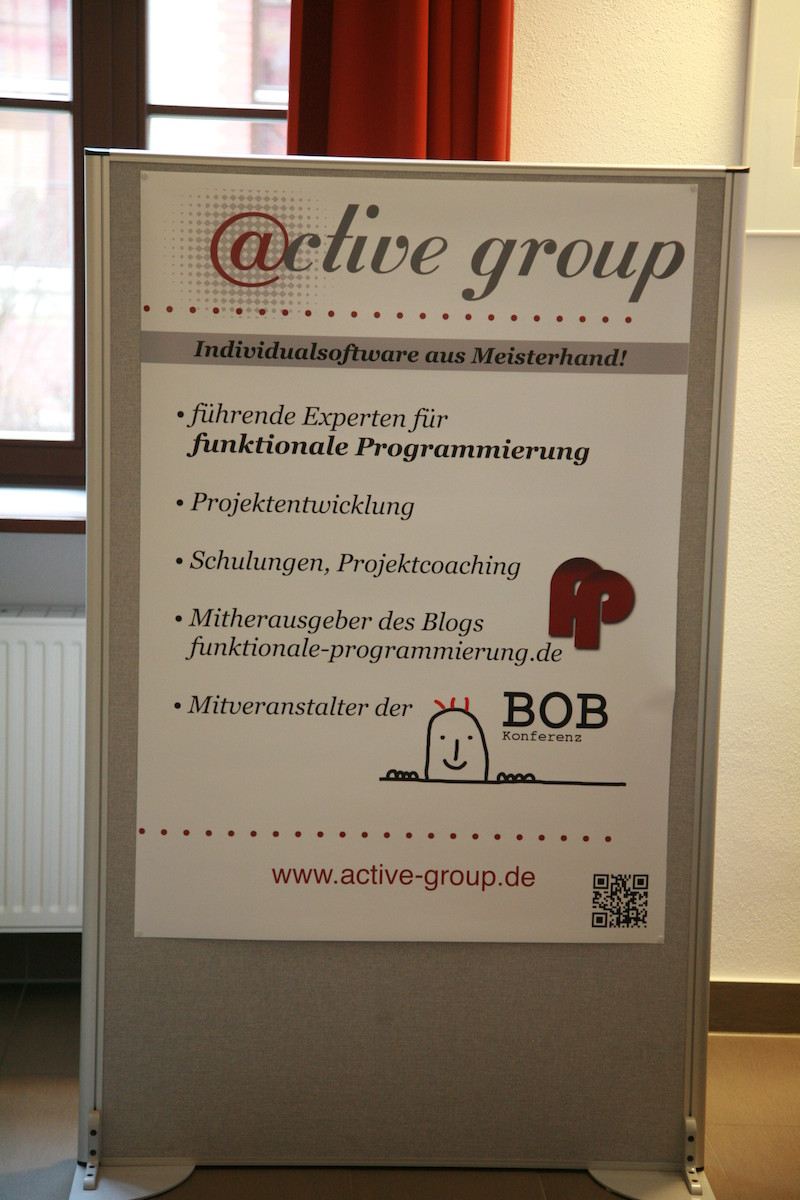 @ctive group
Individualsoftware aus Meisterhand!
• führende Experten für
funktionale Programmierung
• Projektentwicklung
• Schulungen, Projektcoaching
• Mitherausgeber des Blogs
funktionale-programmierung.de
fp
• Mitveranstalter der
BOB
Konferenz
www.active-group.de